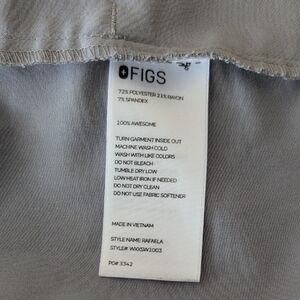 FIGS
72% POLYESTER 21% RAYON
7% SPANDEX
100% AWESOME
TURN GARMENT INSIDE OUT
MACHINE WASH COLD
WASH WITH LIKE COLORS
DO NOT BLEACH
TUMBLE DRY LOW
LOW HEAT IRON IF NEEDED
DO NOT DRY CLEAN
DO NOT USE FABRIC SOFTENER
MADE IN VIETNAM
STYLE NAME: RAFAELA
STYLE# WXXSW1003
PO# 3342